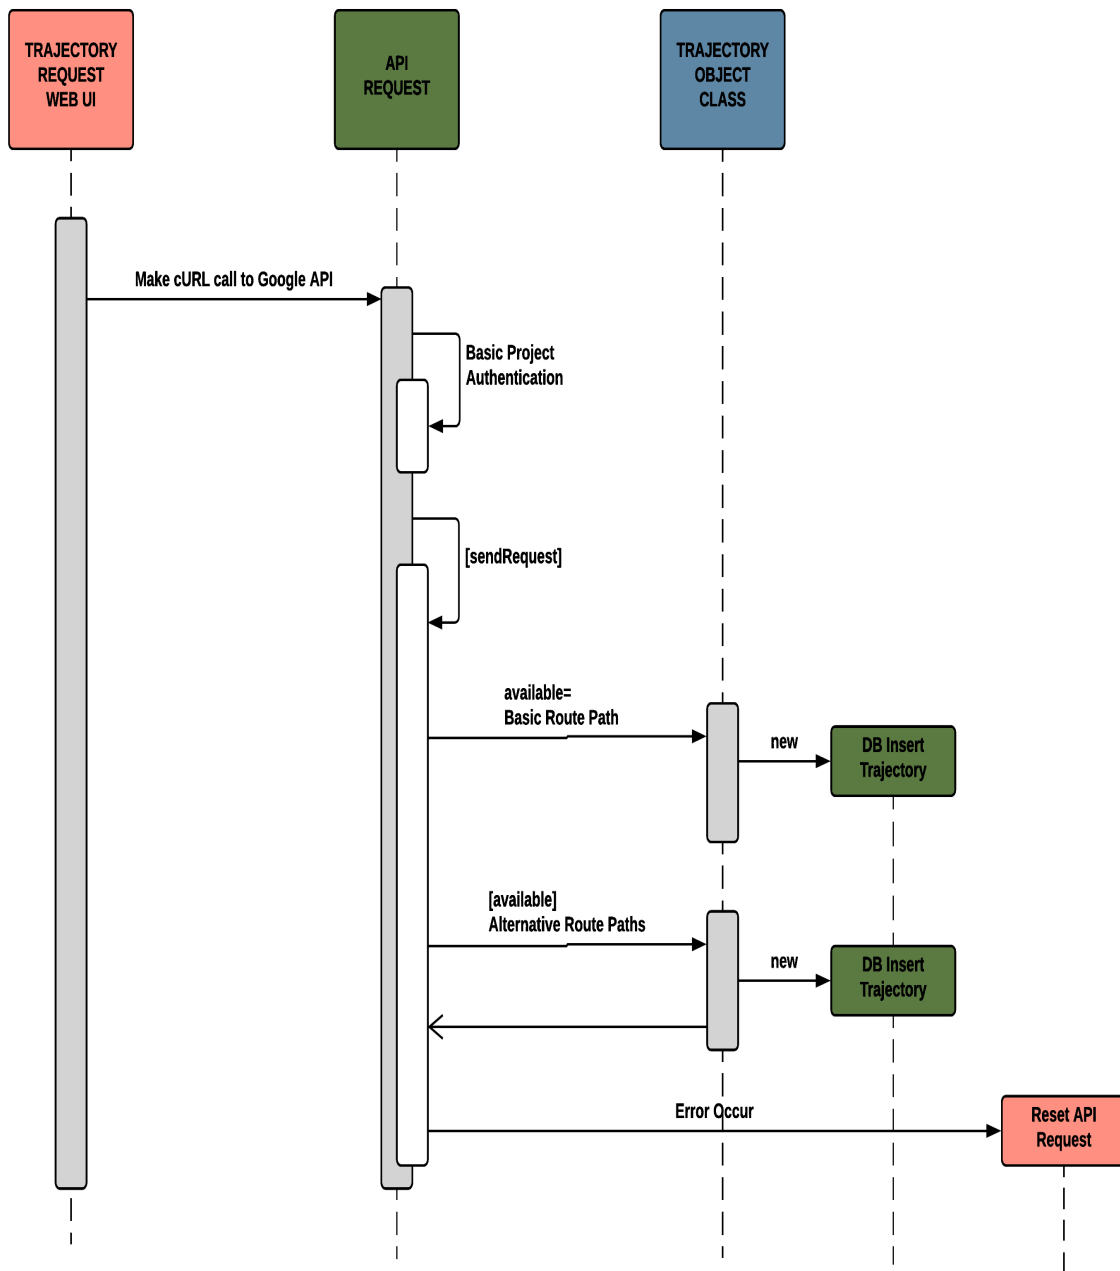 TRAJECTORY
REQUEST
WEB UI
API
REQUEST
TRAJECTORY
OBJECT
CLASS
Make cURL call to Google API
Basic Project
Authentication
[sendRequest]
available=
Basic Route Path
new
DB Insert
Trajectory
[available]
Alternative Route Paths
new
DB Insert
Trajectory
Error Occur
Reset API
Request